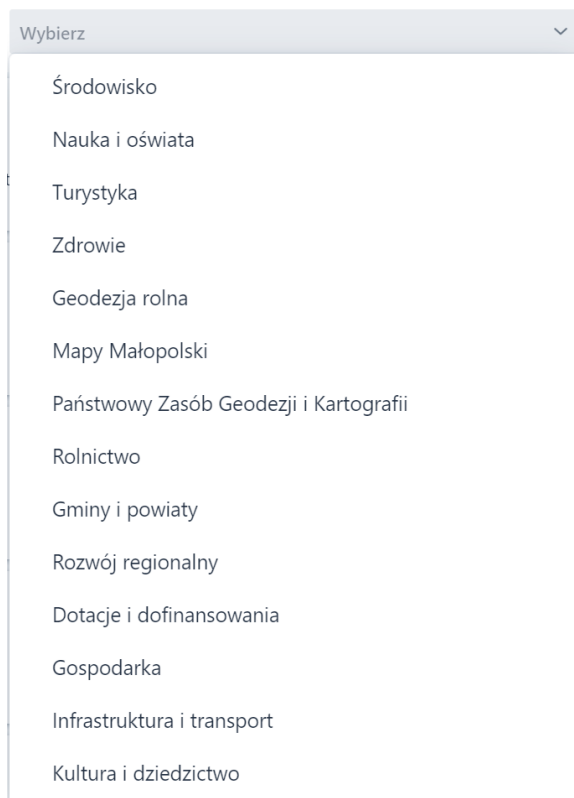 Wybierz
Środowisko
Nauka i oświata
Turystyka
Zdrowie
Geodezja rolna
Mapy Małopolski
Państwowy Zasób Geodezji i Kartografii
Rolnictwo
Gminy i powiaty
Rozwój regionalny
Dotacje i dofinansowania
Gospodarka
Infrastruktura i transport
Kultura i dziedzictwo